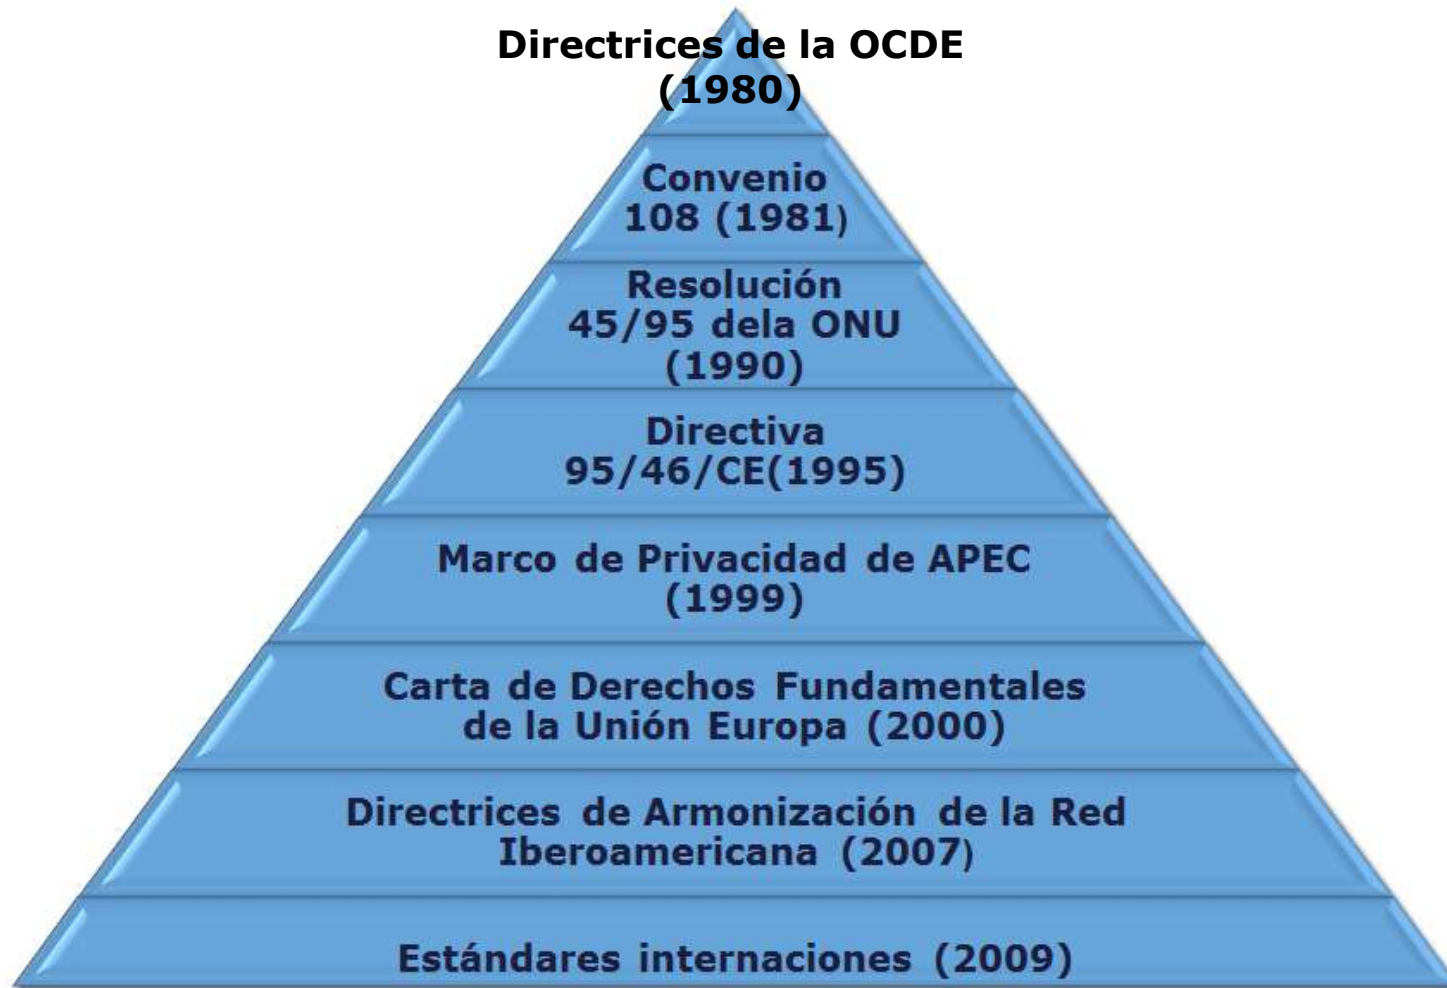 Directrices de la OCDE
(1980)
Convenio
108 (1981)
Resolución
45/95 dela ONU
(1990)
Directiva
95/46/CE(1995)
Marco de Privacidad de APEC
(1999)
Carta de Derechos Fundamentales
de la Unión Europa (2000)
Directrices de Armonización de la Red
Iberoamericana (2007)
Estándares internaciones (2009)